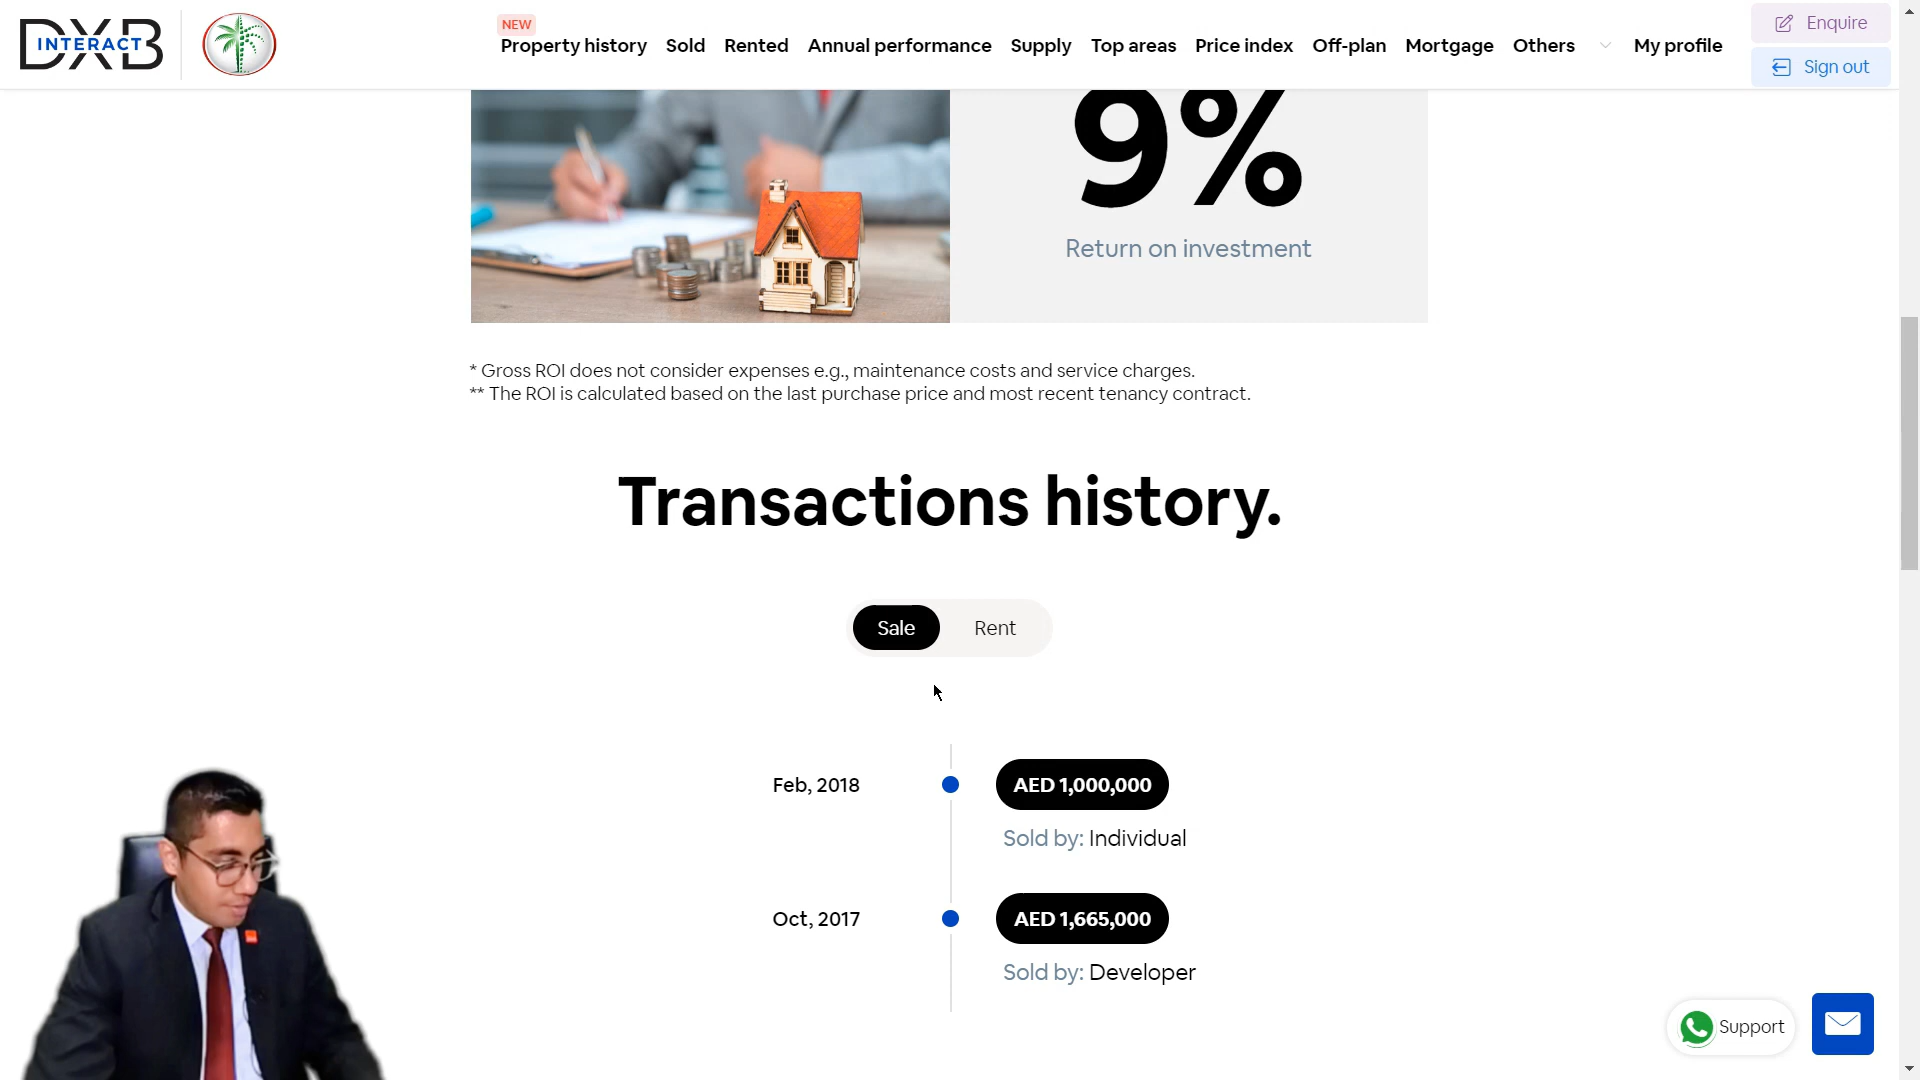 DXB
INTERACT
NEW
Property history Sold Rented Annual performance Supply Top areas Price index Off-plan Mortgage Others My profile
Enquire
Sign out
9%
Return on investment
* Gross ROI does not consider expenses e.g., maintenance costs and service charges.
** The ROI is calculated based on the last purchase price and most recent tenancy contract.
Transactions history.
Sale Rent
Feb, 2018 AED 1,000,000
Sold by: Individual
Oct, 2017 AED 1,665,000
Sold by: Developer
Support